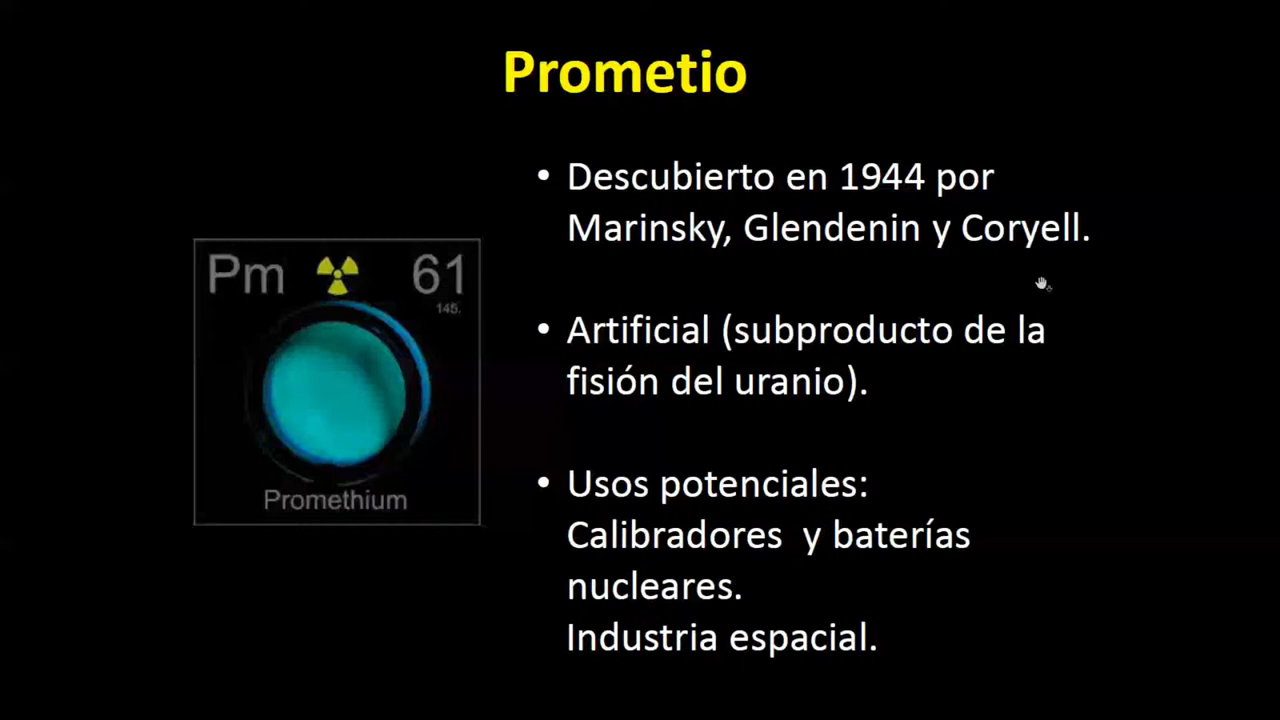 Prometio
• Descubierto en 1944 por
Marinsky, Glendenin y Coryell.
Pm 61
145.
• Artificial (subproducto de la
fisión del uranio).
Promethium
• Usos potenciales:
Calibradores y baterías
nucleares.
Industria espacial.